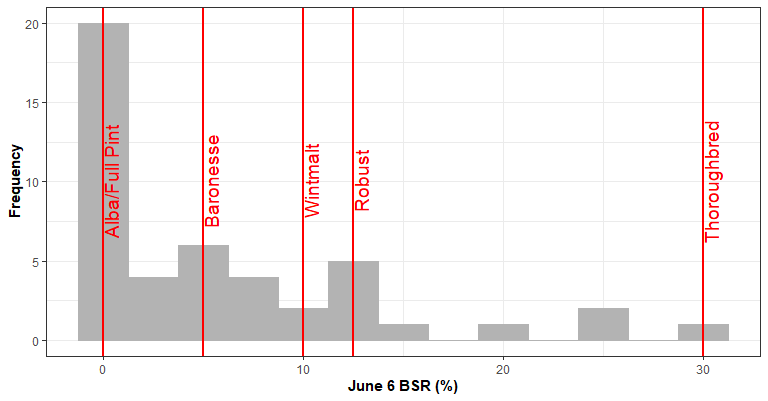 20
15
10
5
0
Frequency
Alba/Full Pint
Baronesse
Wintmalt
Robust
Thoroughbred
0
10
20
30
June 6 BSR (%)